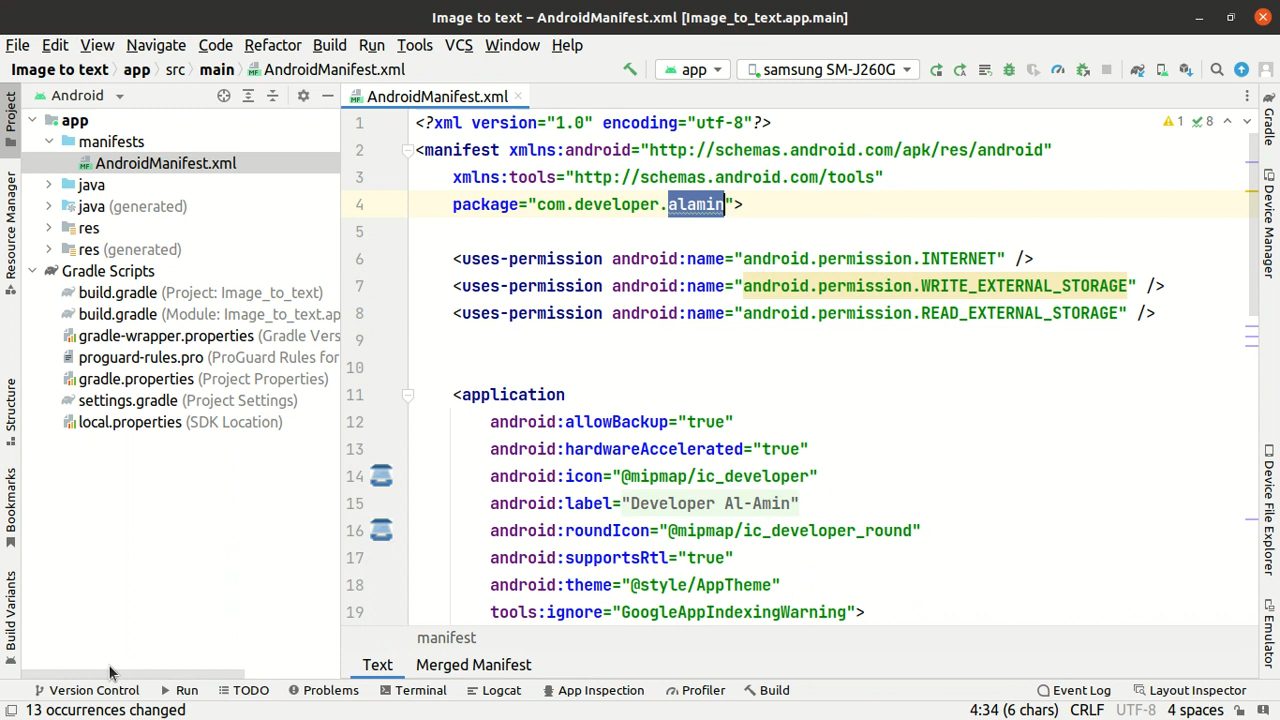 Image to text – AndroidManifest.xml [Image_to_text.app.main]
File Edit View Navigate Code Refactor Build Run Tools VCS Window Help
Image to text app src main AndroidManifest.xml app samsung SM-J260G
Android AndroidManifest.xml
Project
Resource Manager
Structure
Bookmarks
Build Variants
app
manifests
AndroidManifest.xml
java
java (generated)
res
res (generated)
Gradle Scripts
build.gradle (Project: Image_to_text)
build.gradle (Module: Image_to_text.ap
gradle-wrapper.properties (Gradle Vers
proguard-rules.pro (ProGuard Rules for
gradle.properties (Project Properties)
settings.gradle (Project Settings)
local.properties (SDK Location)
1 <?xml version="1.0" encoding="utf-8"?>
2 <manifest xmlns:android="http://schemas.android.com/apk/res/android"
3 xmlns:tools="http://schemas.android.com/tools"
4 package="com.developer.alamin">
5
6 <uses-permission android:name="android.permission.INTERNET" />
7 <uses-permission android:name="android.permission.WRITE_EXTERNAL_STORAGE" />
8 <uses-permission android:name="android.permission.READ_EXTERNAL_STORAGE" />
9
10
11 <application
12 android:allowBackup="true"
13 android:hardwareAccelerated="true"
14 android:icon="@mipmap/ic_developer"
15 android:label="Developer Al-Amin"
16 android:roundIcon="@mipmap/ic_developer_round"
17 android:supportsRtl="true"
18 android:theme="@style/AppTheme"
19 tools:ignore="GoogleAppIndexingWarning">
1 8
Gradle
Device Manager
Device File Explorer
Emulator
manifest
Text Merged Manifest
Version Control Run TODO Problems Terminal Logcat App Inspection Profiler Build Event Log Layout Inspector
13 occurrences changed 4:34 (6 chars) CRLF UTF-8 4 spaces